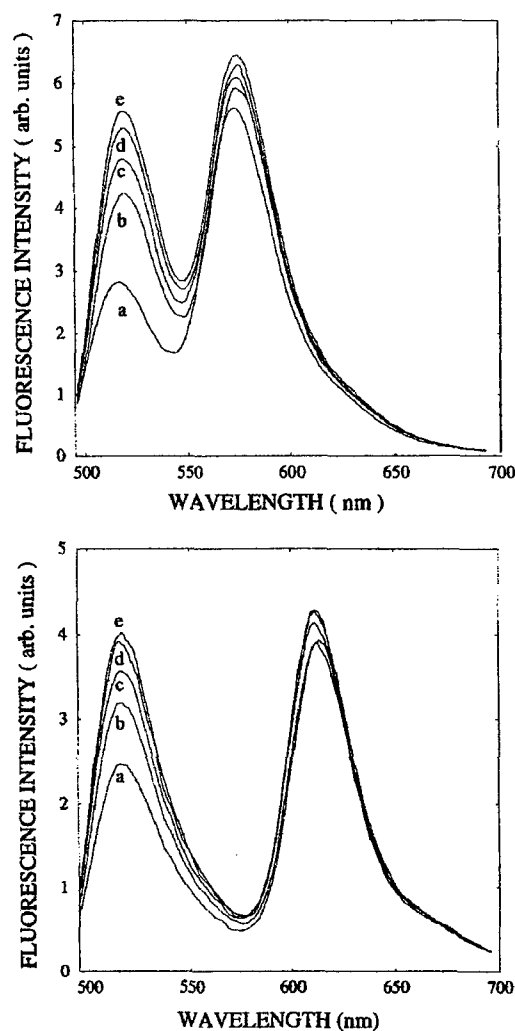 7
6
5
4
3
2
1
0
e
d
c
b
a
500 550 600 650 700
WAVELENGTH ( nm )
FLUORESCENCE INTENSITY ( arb. units )
5
4
3
2
1
0
e
d
c
b
a
500 550 600 650 700
WAVELENGTH (nm)
FLUORESCENCE INTENSITY ( arb. units )